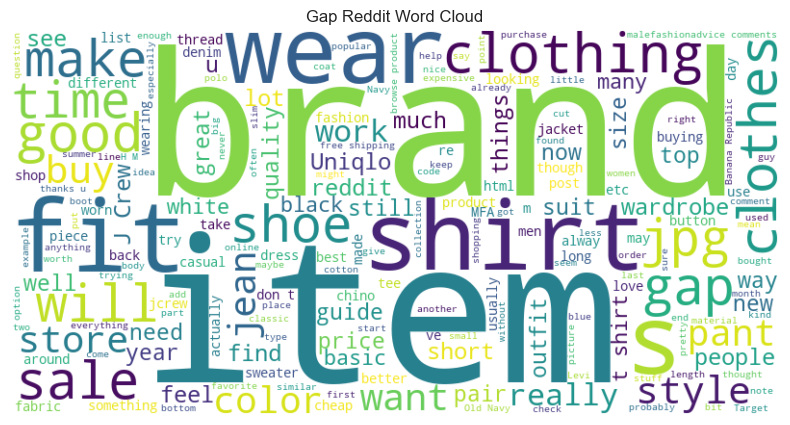 Gap Reddit Word Cloud
brand
item
wear
clothing
make
time
good
buy
see
list
thread
denim
u
day
fit
shirt
shoe
s
jpg
gap
pant
style
sale
store
will
color
want
really
clothes
many
size
top
now
things
much
work
Uniqlo
reddit
quality
great
lot
wearing
different
shop
line
H M
idea
summer
thanks u
boot
worn
white
black
still
suit
wardrobe
J Crew
piece
back
try
take
casual
dress
best
made
give
MFA
got
m
men
alway
long
may
button
use
etc
post
html
product
re
keep
code
though
jacket
buying
looking
fashion
free shipping
browse product
Navy
polo
coat
popular
help
say
point
nice
expensive
already
little
purchase
malefashionadvice comments
Banana Republic
right
guy
women
cut
found
might
slim
big
never
often
enough
especially
question
example
put
anything
worth
body
trying
option
two
well
need
year
find
guide
basic
price
jean
don t
chino
tee
cotton
online
maybe
collection
shopping
usually
seem
less
order
love
sure
last
bought
used
comment
mean
way
new
people
month
kind
end
pretty
material
t shirt
outfit
short
ve
pair
blue
picture
without
small
another
start
classic
place
type
actually
add
part
jcrew
everything
come
around
feel
sweater
cheap
better
first
similar
favorite
bottom
something
fabric
Old Navy
check
Levi
stuff
length
thought
note
probably
bit
Target